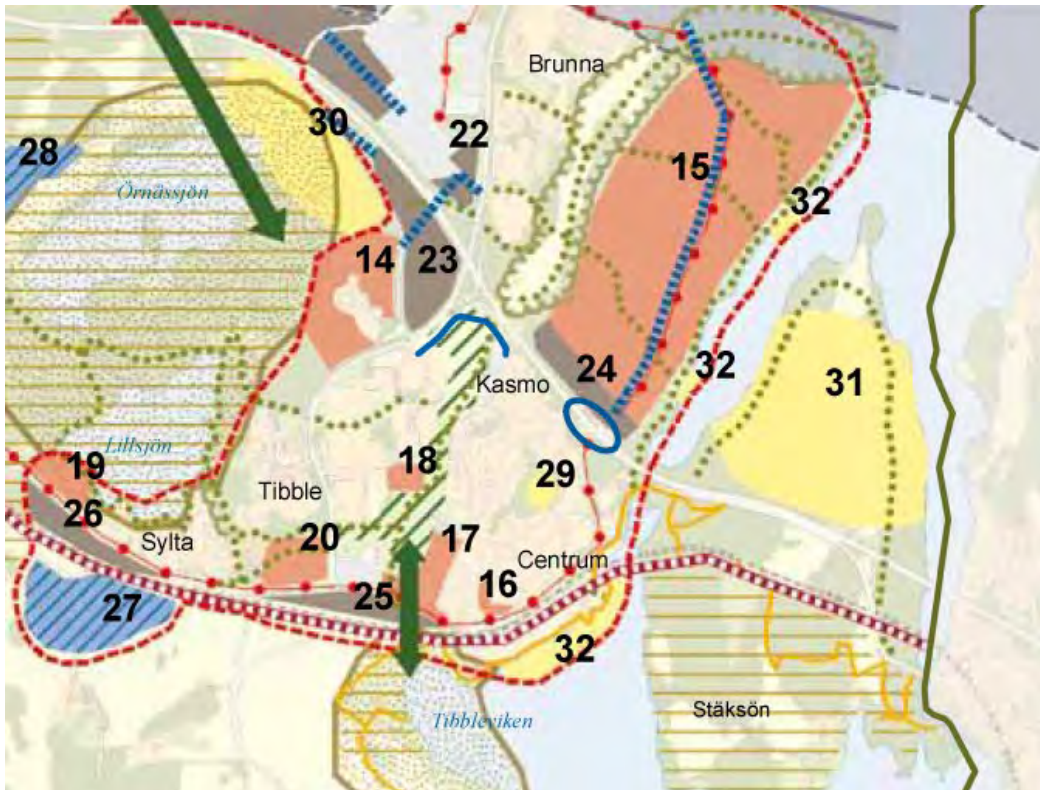 Brunna
30
22
28
15
Örnässjön
32
14
23
Kasmo
24
32
31
Lillsjön
19
18
29
Tibble
26
Sylta
20
17
Centrum
25
16
27
32
Stäksön
Tibbleviken